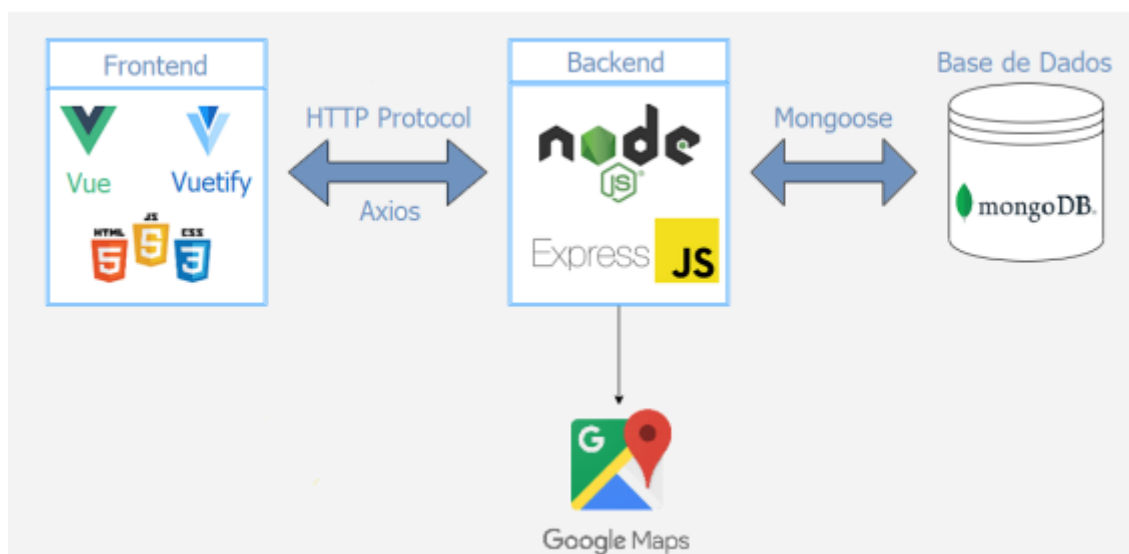 Frontend
Vue
Vuetify
HTML
5
JS
5
CSS
3
HTTP Protocol
Axios
Backend
node
JS
Express
JS
Mongoose
Base de Dados
mongoDB.
G
Google Maps